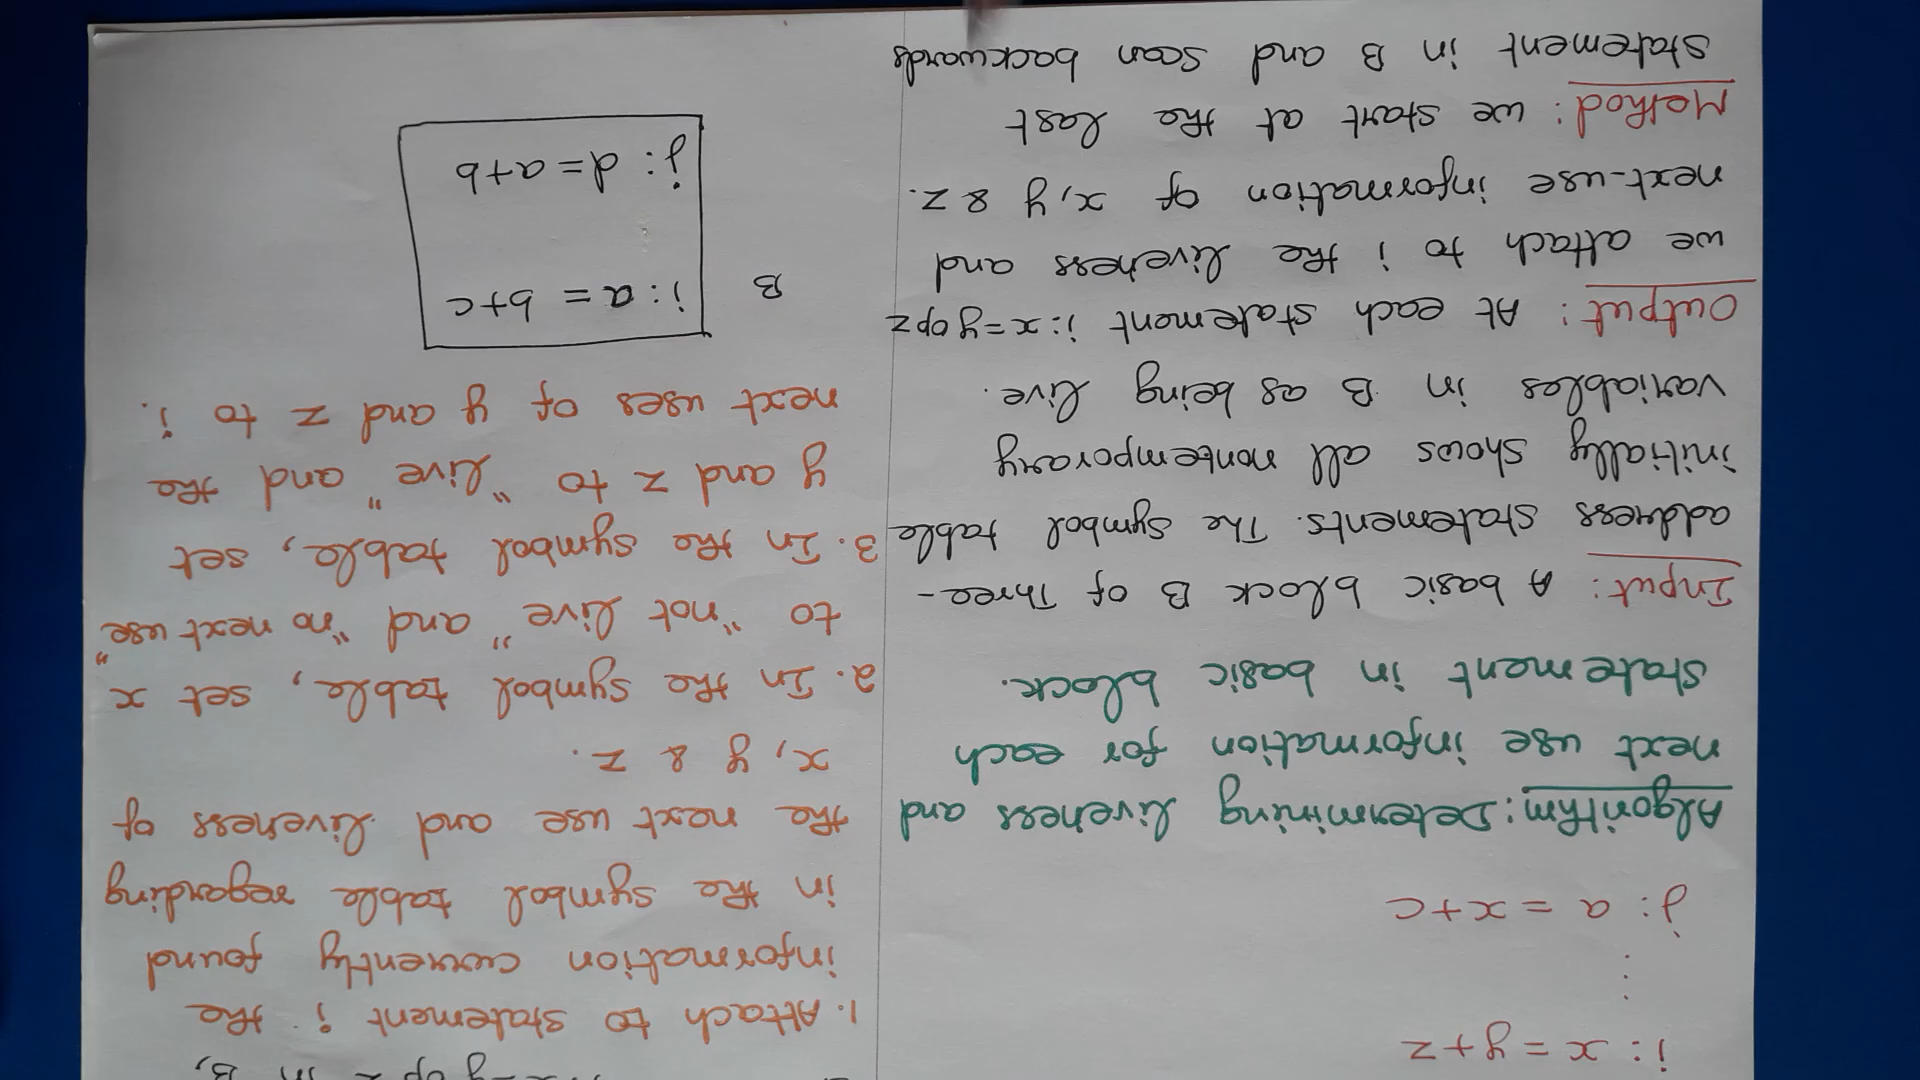 i: x = y+z
:
j: a = x+c
Algorithm: Determining liveness and
next use information for each
statement in basic block.
Input: A basic block B of Three-
address statements. The symbol table
initially shows all nontemporary
variables in B as being live.
Output: At each statement i: x=y op z
we attach to i the liveness and
next-use information of x, y & z.
Method: we start at the last
statement in B and scan backwards
y op z in B,
1. Attach to statement i the
information currently found
in the symbol table regarding
the next use and liveness of
x, y & z.
2. In the symbol table, set x
to "not live" and "no next use"
3. In the symbol table, set
y and z to "live" and the
next uses of y and z to i.
B
i: a = b+c
j: d = a+b